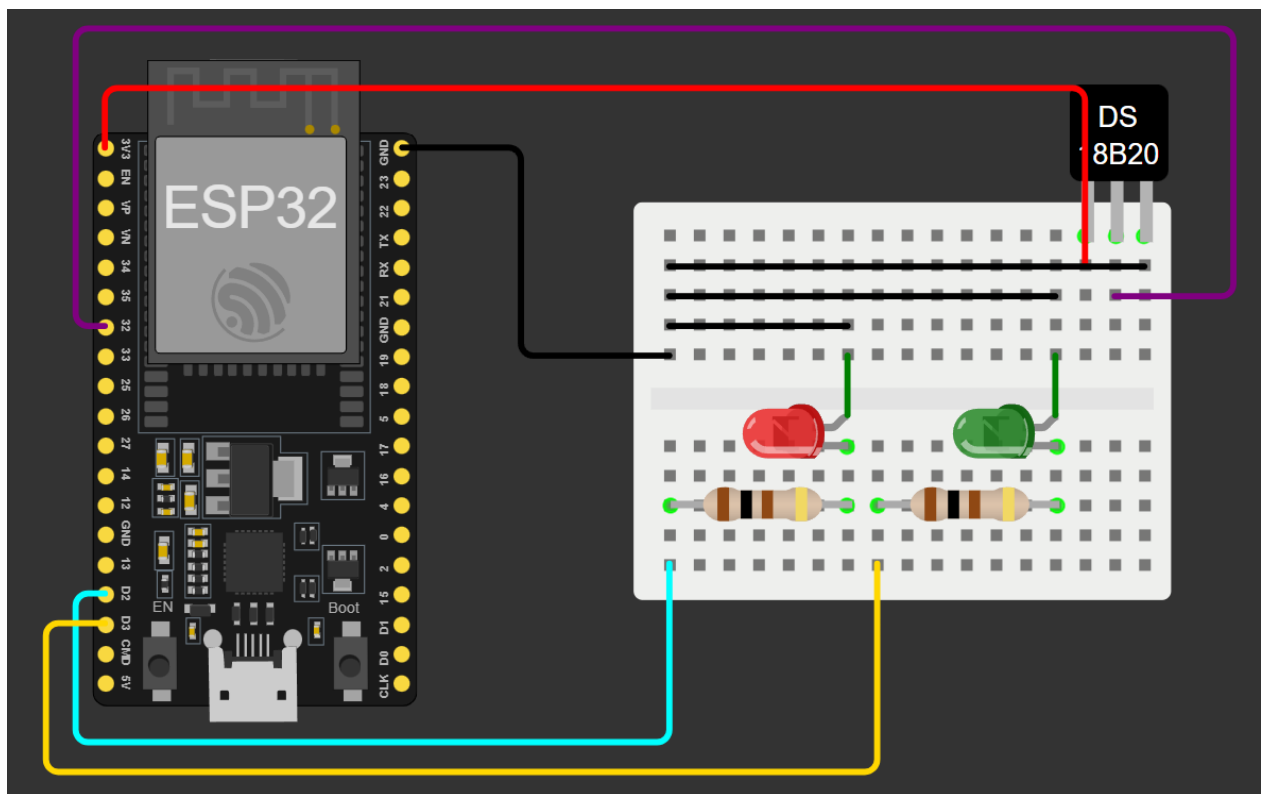 3V3
EN
VP
VN
34
35
32
33
25
26
27
14
12
GND
13
D2
D3
CMD
5V
ESP32
GND
23
22
TX
RX
21
GND
19
18
5
17
16
4
0
2
15
D1
D0
CLK
EN
Boot
DS
18B20